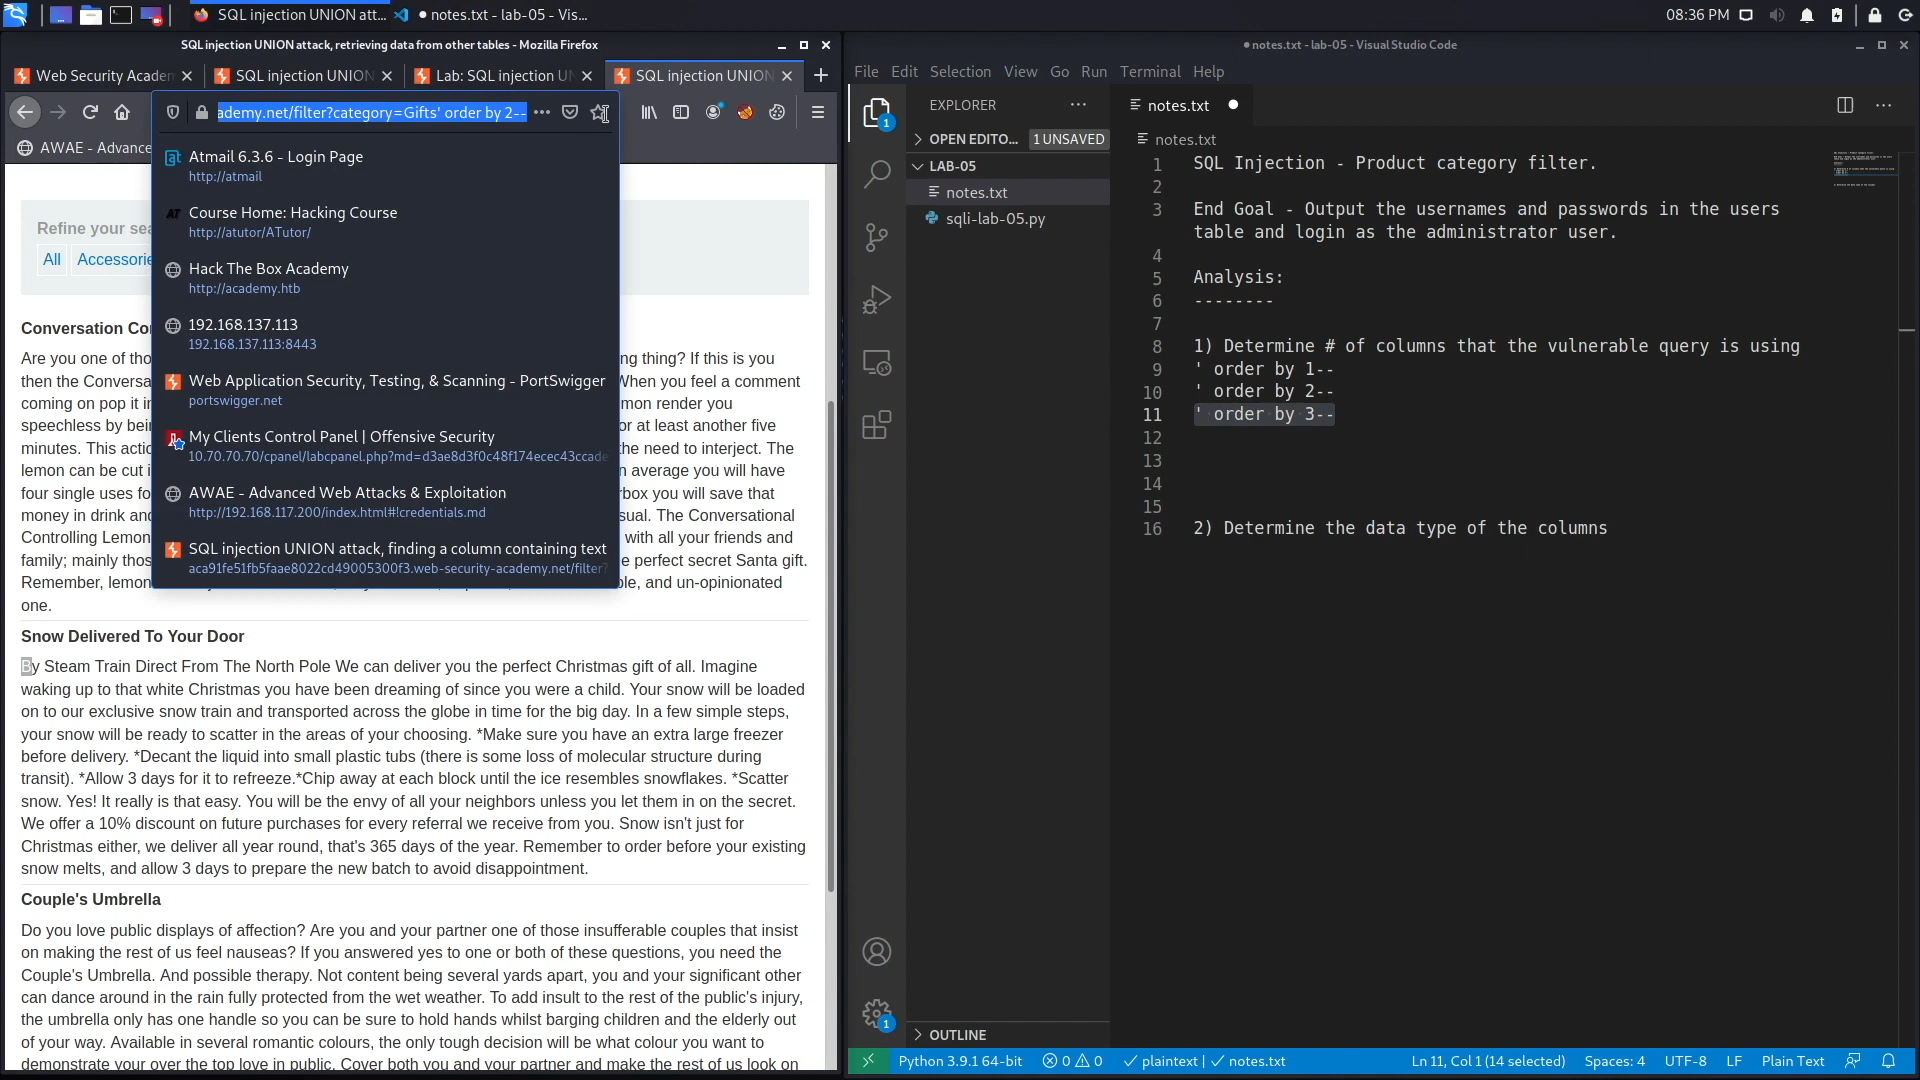 SQL injection UNION att...
notes.txt - lab-05 - Vis...
08:36 PM
SQL injection UNION attack, retrieving data from other tables - Mozilla Firefox
Web Security Academ
SQL injection UNION
Lab: SQL injection UN
SQL injection UNION
ademy.net/filter?category=Gifts' order by 2--
AWAE - Advance
Atmail 6.3.6 - Login Page
http://atmail
Course Home: Hacking Course
http://atutor/ATutor/
Hack The Box Academy
http://academy.htb
192.168.137.113
192.168.137.113:8443
Web Application Security, Testing, & Scanning - PortSwigger
portswigger.net
My Clients Control Panel | Offensive Security
10.70.70.70/cpanel/labcpanel.php?md=d3ae8d3f0c48f174ecec43ccade
AWAE - Advanced Web Attacks & Exploitation
http://192.168.117.200/index.html#!credentials.md
SQL injection UNION attack, finding a column containing text
aca91fe51fb5faae8022cd49005300f3.web-security-academy.net/filter?
Refine your sea
All Accessorie
Conversation Co
Are you one of tho ng thing? If this is you
then the Conversa When you feel a comment
coming on pop it in mon render you
speechless by bein or at least another five
minutes. This actio the need to interject. The
lemon can be cut i n average you will have
four single uses fo box you will save that
money in drink and sual. The Conversational
Controlling Lemon with all your friends and
family; mainly thos e perfect secret Santa gift.
Remember, lemon ble, and un-opinionated
one.
Snow Delivered To Your Door
By Steam Train Direct From The North Pole We can deliver you the perfect Christmas gift of all. Imagine
waking up to that white Christmas you have been dreaming of since you were a child. Your snow will be loaded
on to our exclusive snow train and transported across the globe in time for the big day. In a few simple steps,
your snow will be ready to scatter in the areas of your choosing. *Make sure you have an extra large freezer
before delivery. *Decant the liquid into small plastic tubs (there is some loss of molecular structure during
transit). *Allow 3 days for it to refreeze.*Chip away at each block until the ice resembles snowflakes. *Scatter
snow. Yes! It really is that easy. You will be the envy of all your neighbors unless you let them in on the secret.
We offer a 10% discount on future purchases for every referral we receive from you. Snow isn't just for
Christmas either, we deliver all year round, that's 365 days of the year. Remember to order before your existing
snow melts, and allow 3 days to prepare the new batch to avoid disappointment.
Couple's Umbrella
Do you love public displays of affection? Are you and your partner one of those insufferable couples that insist
on making the rest of us feel nauseas? If you answered yes to one or both of these questions, you need the
Couple's Umbrella. And possible therapy. Not content being several yards apart, you and your significant other
can dance around in the rain fully protected from the wet weather. To add insult to the rest of the public's injury,
the umbrella only has one handle so you can be sure to hold hands whilst barging children and the elderly out
of your way. Available in several romantic colours, the only tough decision will be what colour you want to
demonstrate your over the top love in public. Cover both you and your partner and make the rest of us look on
● notes.txt - lab-05 - Visual Studio Code
File Edit Selection View Go Run Terminal Help
EXPLORER
OPEN EDITO... 1 UNSAVED
LAB-05
notes.txt
sqli-lab-05.py
OUTLINE
notes.txt
notes.txt
1 SQL Injection - Product category filter.
2
3 End Goal - Output the usernames and passwords in the users
table and login as the administrator user.
4
5 Analysis:
6 --------
7
8 1) Determine # of columns that the vulnerable query is using
9 ' order by 1--
10 ' order by 2--
11 ' order by 3--
12
13
14
15
16 2) Determine the data type of the columns
1
1
Python 3.9.1 64-bit 0 0 plaintext | notes.txt Ln 11, Col 1 (14 selected) Spaces: 4 UTF-8 LF Plain Text